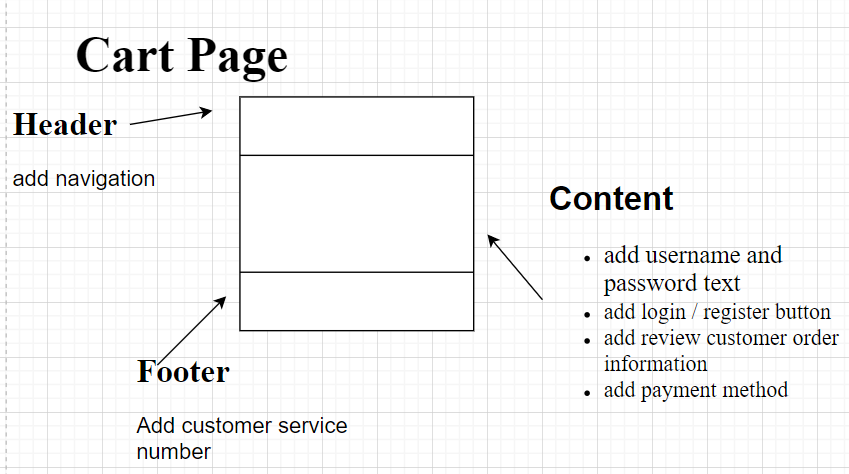 Cart Page
Header
add navigation
Content
add username and
password text
add login / register button
add review customer order
information
add payment method
Footer
Add customer service
number